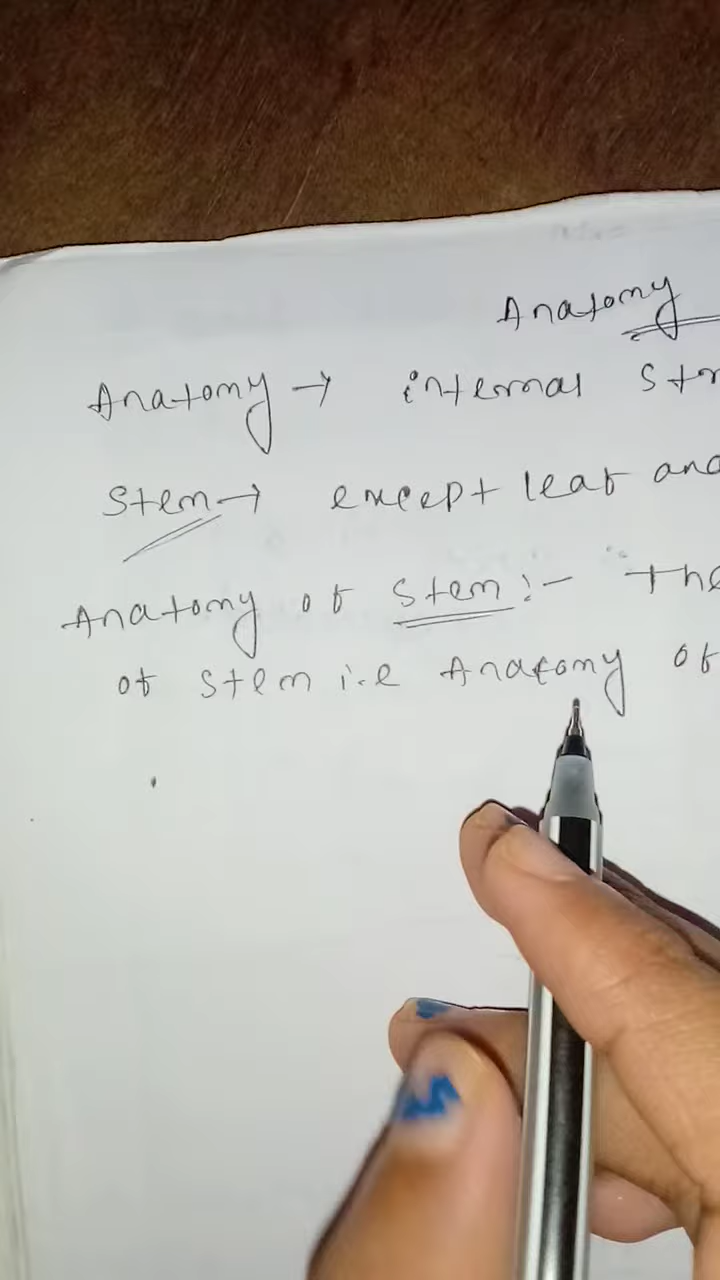 Anatomy
Anatomy → internal str
Stem → except leaf and
Anatomy of Stem :- The
of stem i.e Anatomy of